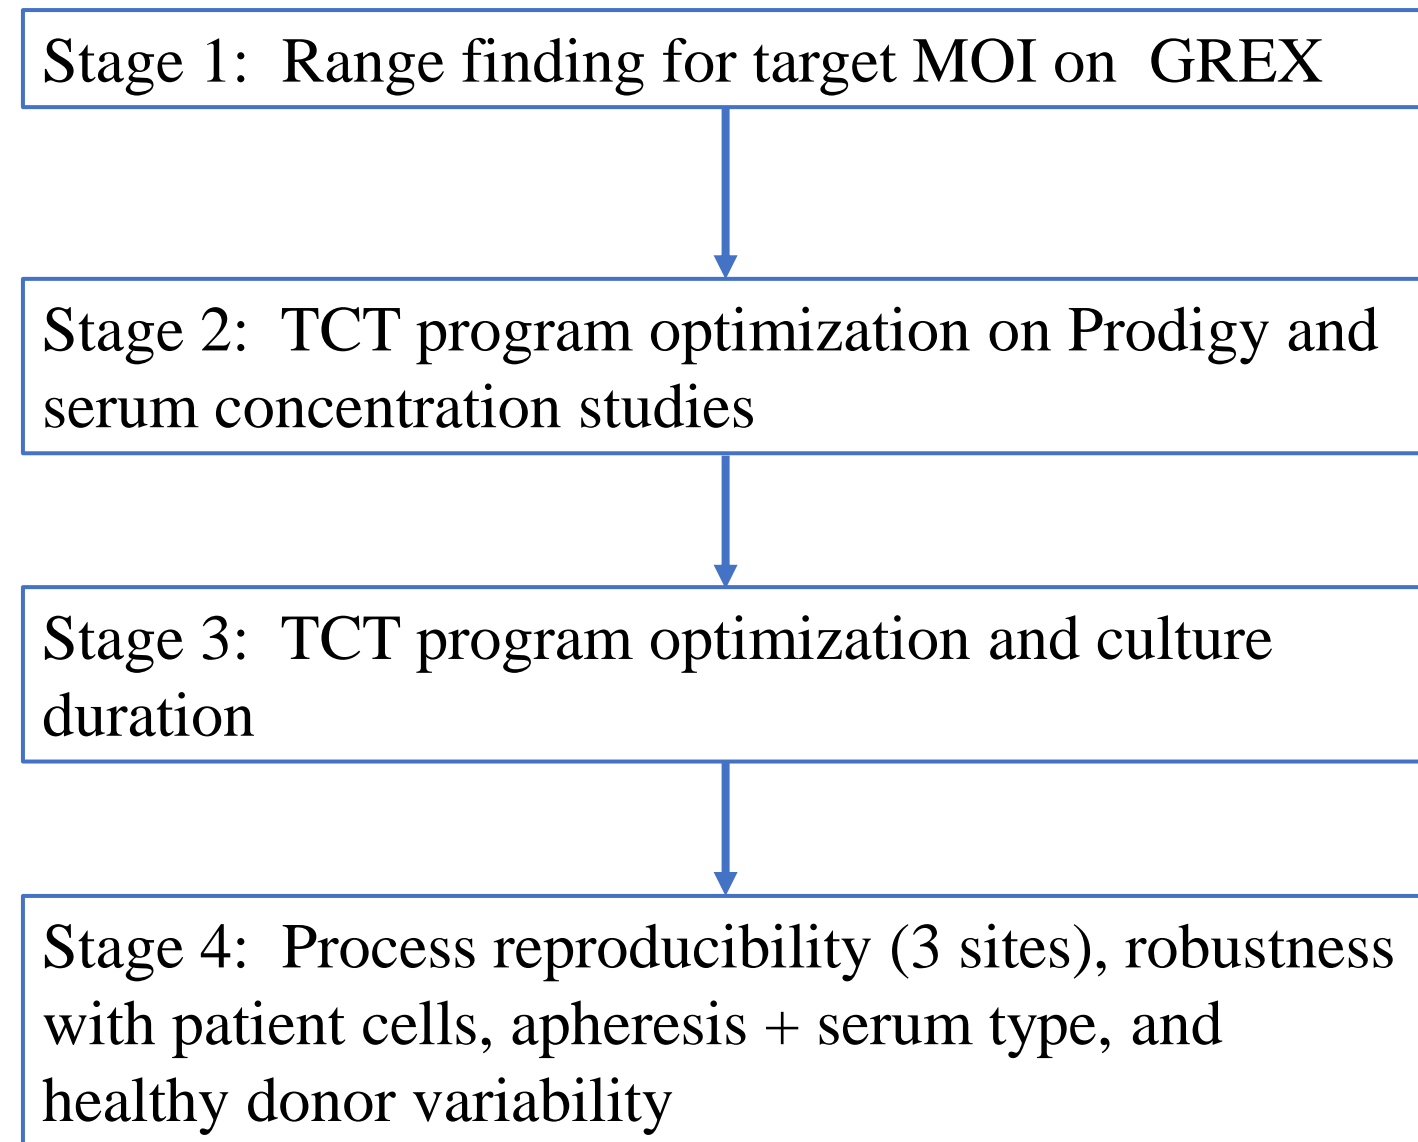 Stage 1:  Range finding for target MOI on  GREX
Stage 2:  TCT program optimization on Prodigy and
serum concentration studies
Stage 3:  TCT program optimization and culture
duration
Stage 4:  Process reproducibility (3 sites), robustness
with patient cells, apheresis + serum type, and
healthy donor variability